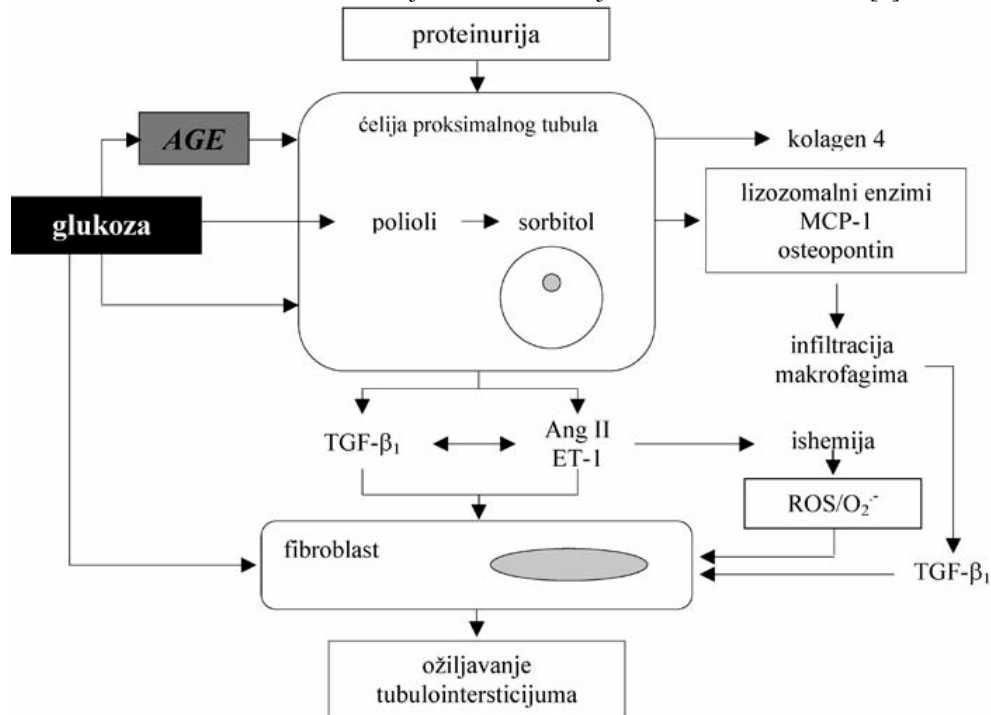 proteinurija
ćelija proksimalnog tubula
AGE
kolagen 4
glukoza
polioli
sorbitol
lizozomalni enzimi
MCP-1
osteopontin
infiltracija
makrofagima
TGF-β₁
Ang II
ET-1
ishemija
ROS/O₂·⁻
fibroblast
TGF-β₁
ožiljavanje
tubulointersticijuma